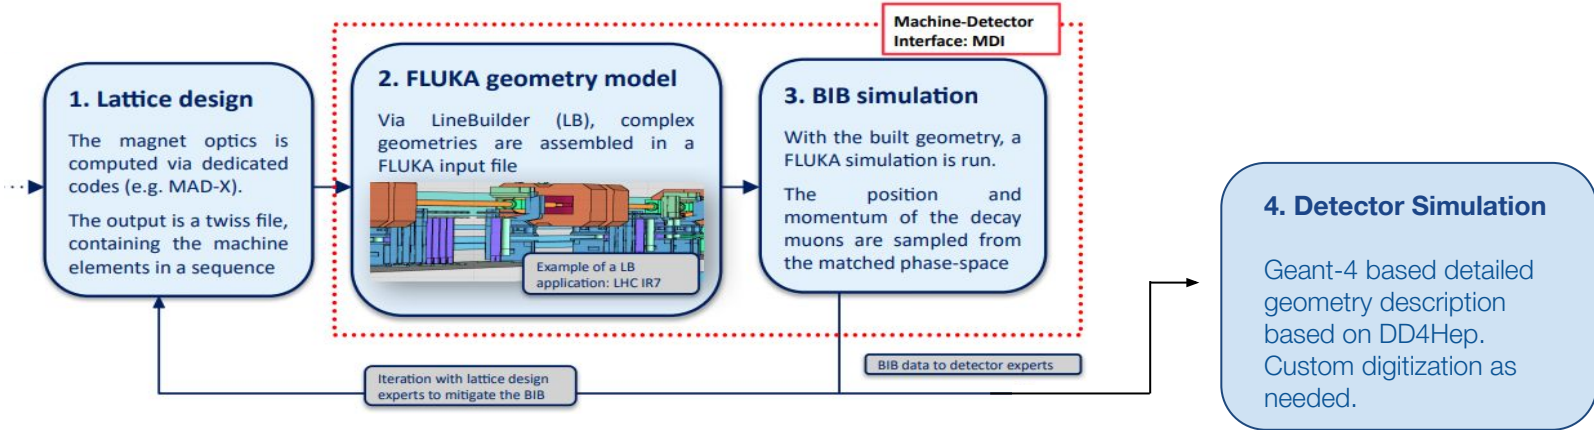 Machine-Detector
Interface: MDI
1. Lattice design
The magnet optics is
computed via dedicated
codes (e.g. MAD-X).
The output is a twiss file,
containing the machine
elements in a sequence
2. FLUKA geometry model
Via LineBuilder (LB), complex
geometries are assembled in a
FLUKA input file
Example of a LB
application: LHC IR7
3. BIB simulation
With the built geometry, a
FLUKA simulation is run.
The position and
momentum of the decay
muons are sampled from
the matched phase-space
Iteration with lattice design
experts to mitigate the BIB
BIB data to detector experts
4. Detector Simulation
Geant-4 based detailed
geometry description
based on DD4Hep.
Custom digitization as
needed.